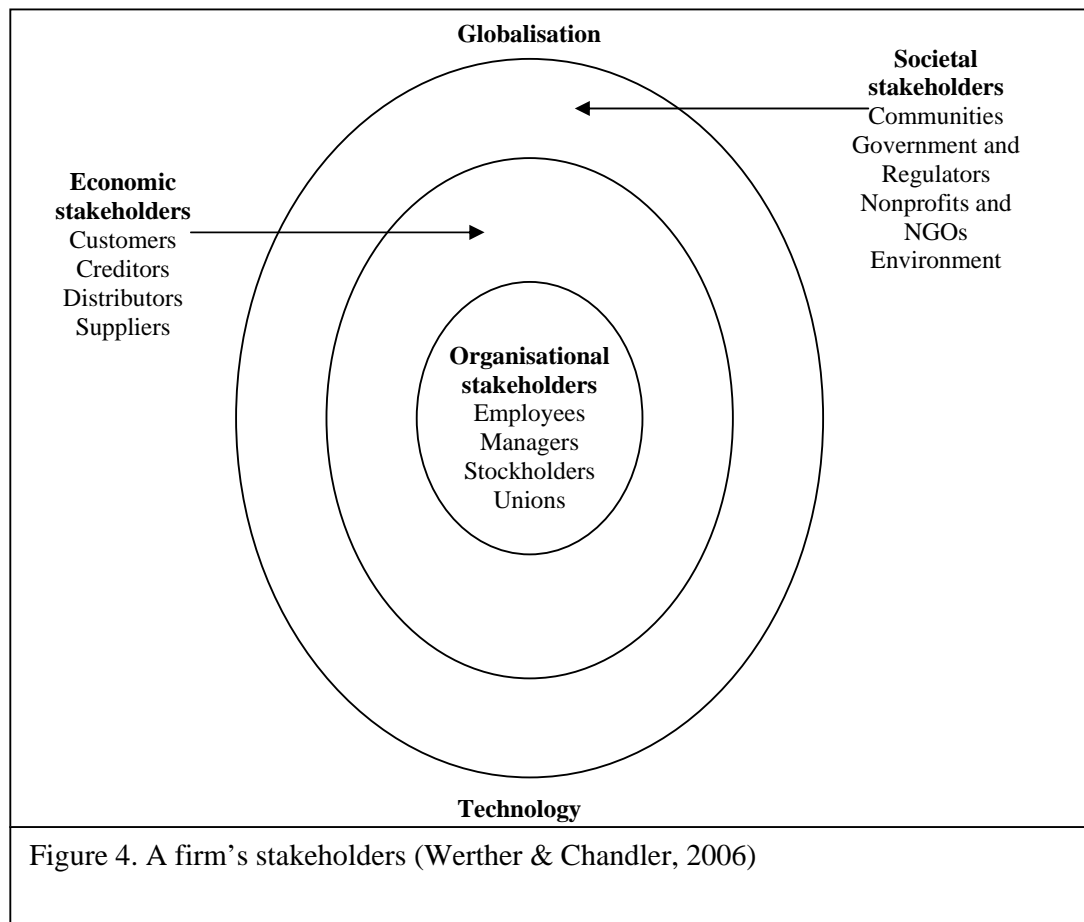 Globalisation
Societal
stakeholders
Communities
Government and
Regulators
Nonprofits and
NGOs
Environment
Economic
stakeholders
Customers
Creditors
Distributors
Suppliers
Organisational
stakeholders
Employees
Managers
Stockholders
Unions
Technology
Figure 4. A firm’s stakeholders (Werther & Chandler, 2006)